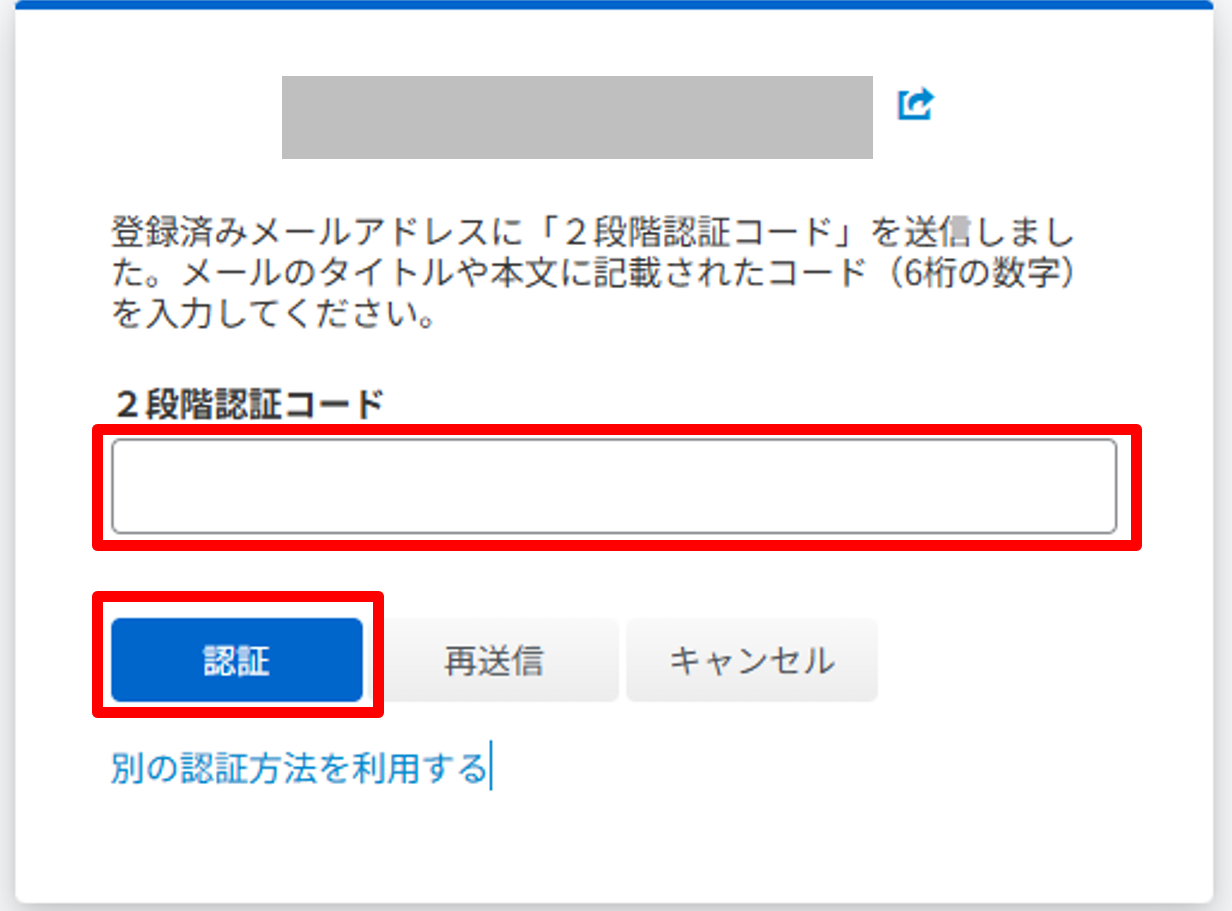 登録済みメールアドレスに「２段階認証コード」を送信しまし
た。メールのタイトルや本文に記載されたコード（6桁の数字）
を入力してください。
２段階認証コード
認証
再送信
キャンセル
別の認証方法を利用する